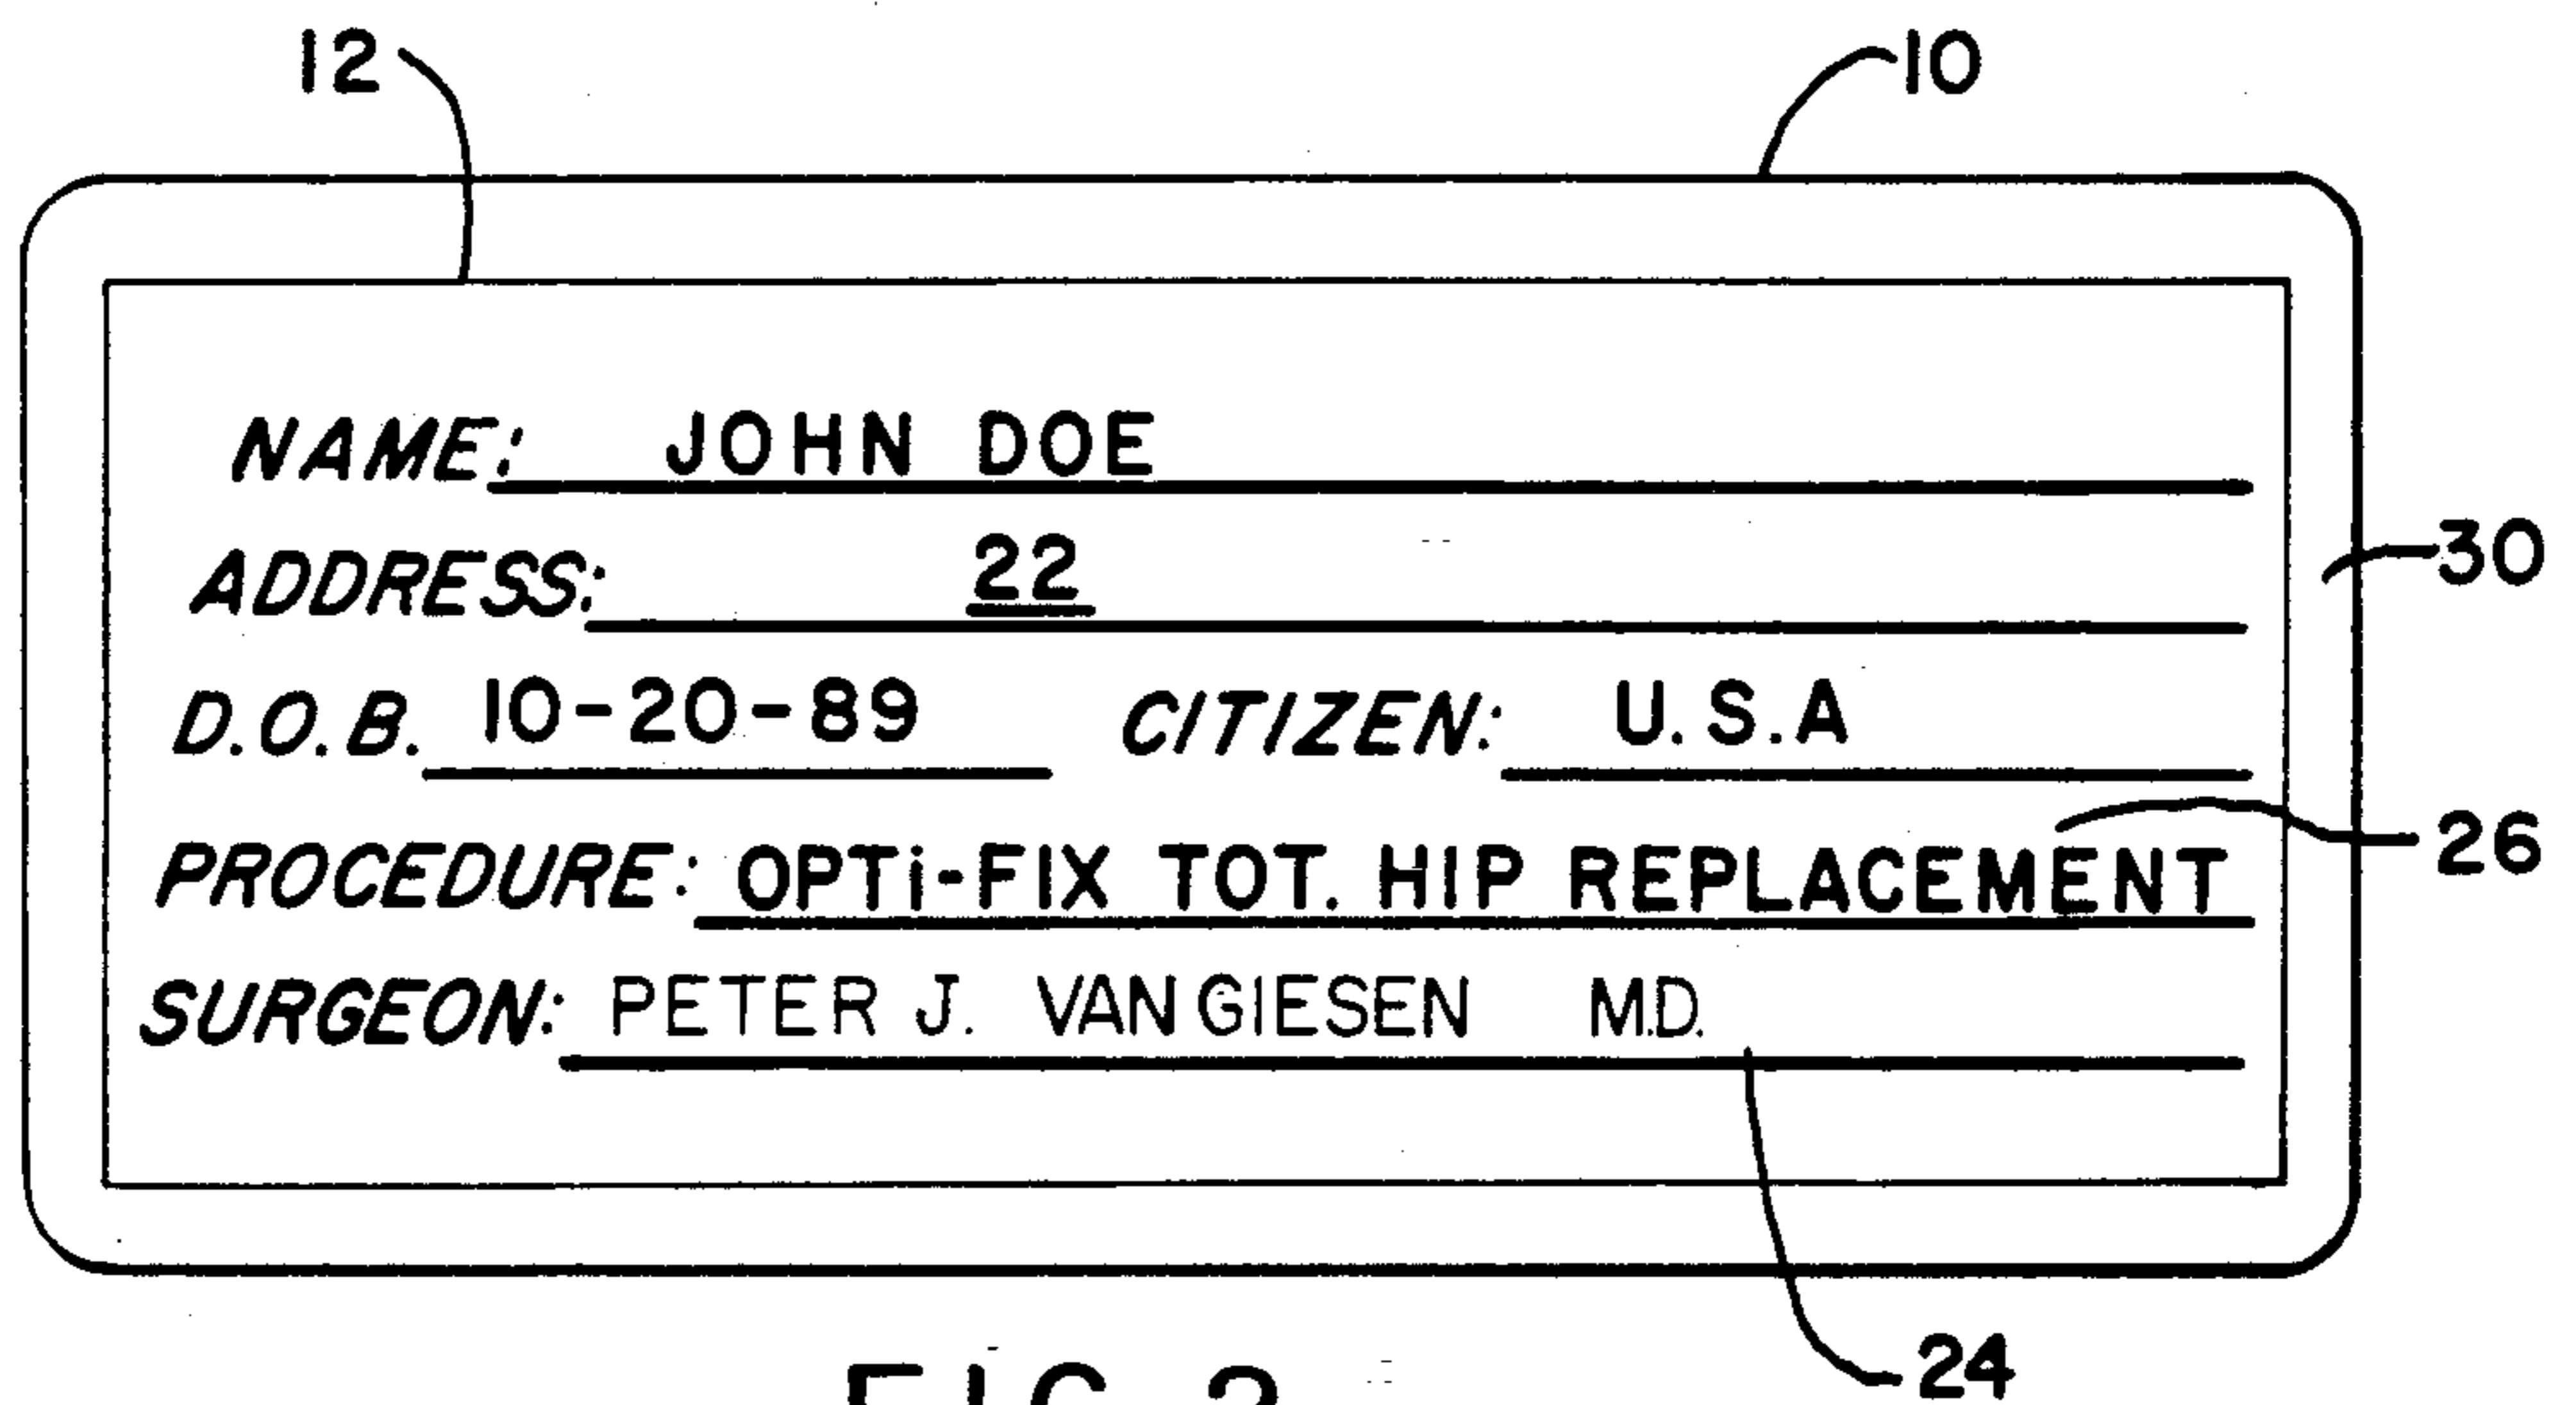 12 10
NAME: JOHN DOE
ADDRESS: 22
30
D.O.B. 10-20-89 CITIZEN: U.S.A
26
PROCEDURE: OPTi-FIX TOT. HIP REPLACEMENT
SURGEON: PETER J. VAN GIESEN M.D.
24
FIG